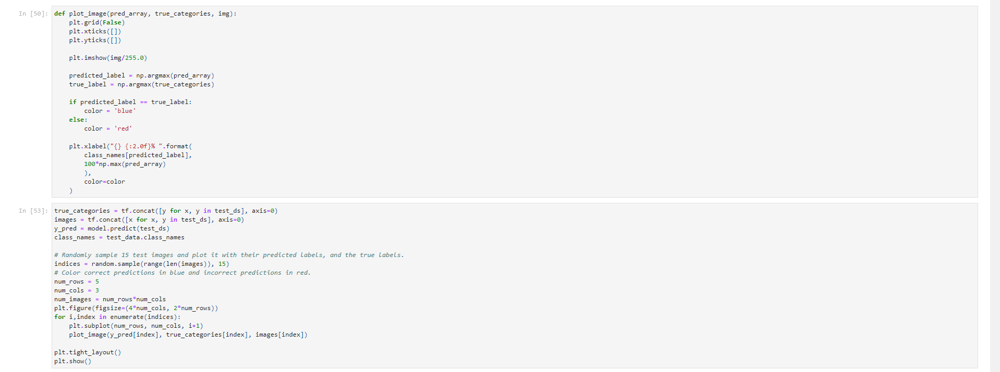 In [50]:
def plot_image(pred_array, true_categories, img):
    plt.grid(False)
    plt.xticks([])
    plt.yticks([])

    plt.imshow(img/255.0)

    predicted_label = np.argmax(pred_array)
    true_label = np.argmax(true_categories)

    if predicted_label == true_label:
        color = 'blue'
    else:
        color = 'red'

    plt.xlabel("{} {:2.0f}% ".format(
        class_names[predicted_label],
        100*np.max(pred_array)
        ),
        color=color
    )
In [53]:
true_categories = tf.concat([y for x, y in test_ds], axis=0)
images = tf.concat([x for x, y in test_ds], axis=0)
y_pred = model.predict(test_ds)
class_names = test_data.class_names

# Randomly sample 15 test images and plot it with their predicted labels, and the true labels.
indices = random.sample(range(len(images)), 15)
# Color correct predictions in blue and incorrect predictions in red.
num_rows = 5
num_cols = 3
num_images = num_rows*num_cols
plt.figure(figsize=(4*num_cols, 2*num_rows))
for i,index in enumerate(indices):
    plt.subplot(num_rows, num_cols, i+1)
    plot_image(y_pred[index], true_categories[index], images[index])

plt.tight_layout()
plt.show()